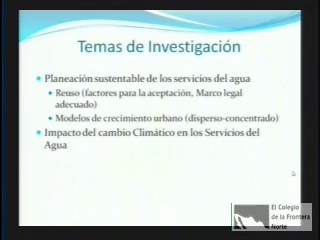 Temas de Investigación
Planeación sustentable de los servicios del agua
Reuso (factores para la aceptación, Marco legal
adecuado)
Modelos de crecimiento urbano (disperso-concentrado)
Impacto del cambio Climático en los Servicios del
Agua
El Colegio
de la Frontera
Norte